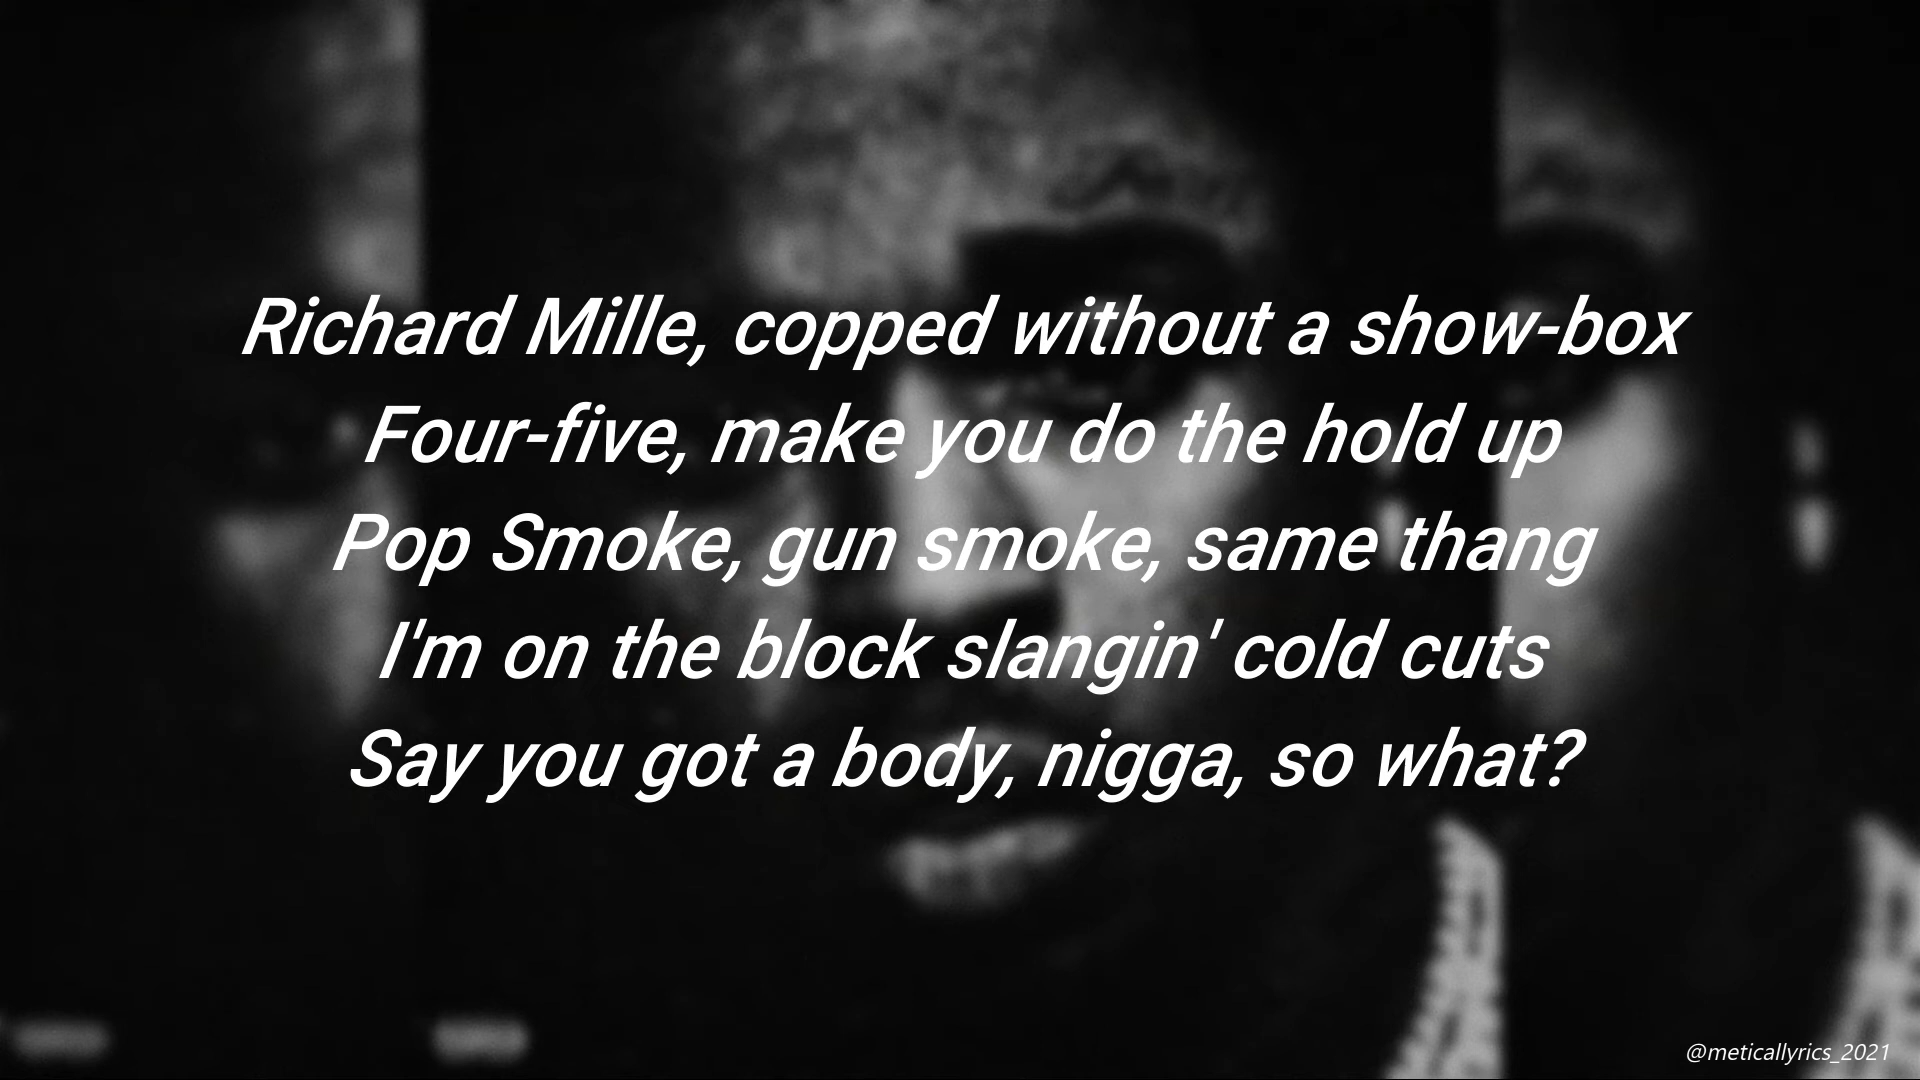 Richard Mille, copped without a show-box
Four-five, make you do the hold up
Pop Smoke, gun smoke, same thang
I'm on the block slangin' cold cuts
Say you got a body, nigga, so what?
@meticallyrics_2021